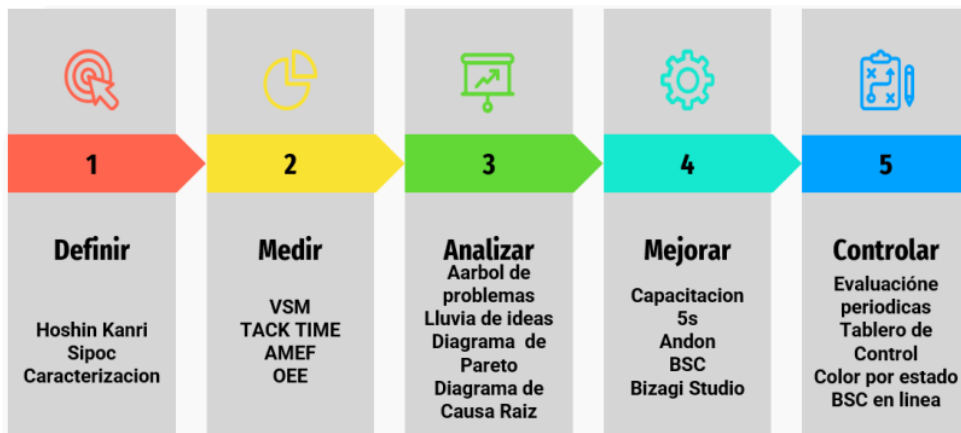 1
Definir
Hoshin Kanri
Sipoc
Caracterizacion
2
Medir
VSM
TACK TIME
AMEF
OEE
3
Analizar
Aarbol de
problemas
Lluvia de ideas
Diagrama de
Pareto
Diagrama de
Causa Raiz
4
Mejorar
Capacitacion
5s
Andon
BSC
Bizagi Studio
5
Controlar
Evaluacióne
periodicas
Tablero de
Control
Color por estado
BSC en linea